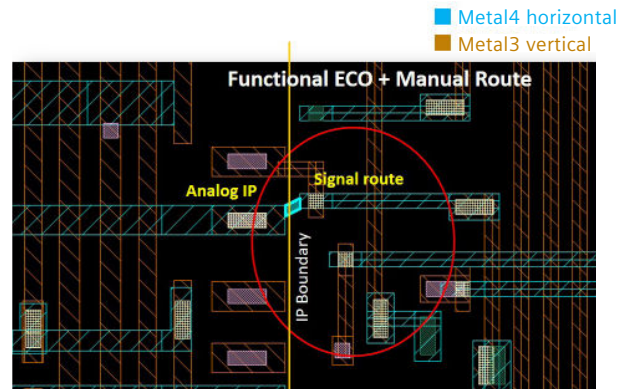 Metal4 horizontal
Metal3 vertical
Functional ECO + Manual Route
Analog IP
Signal route
IP Boundary